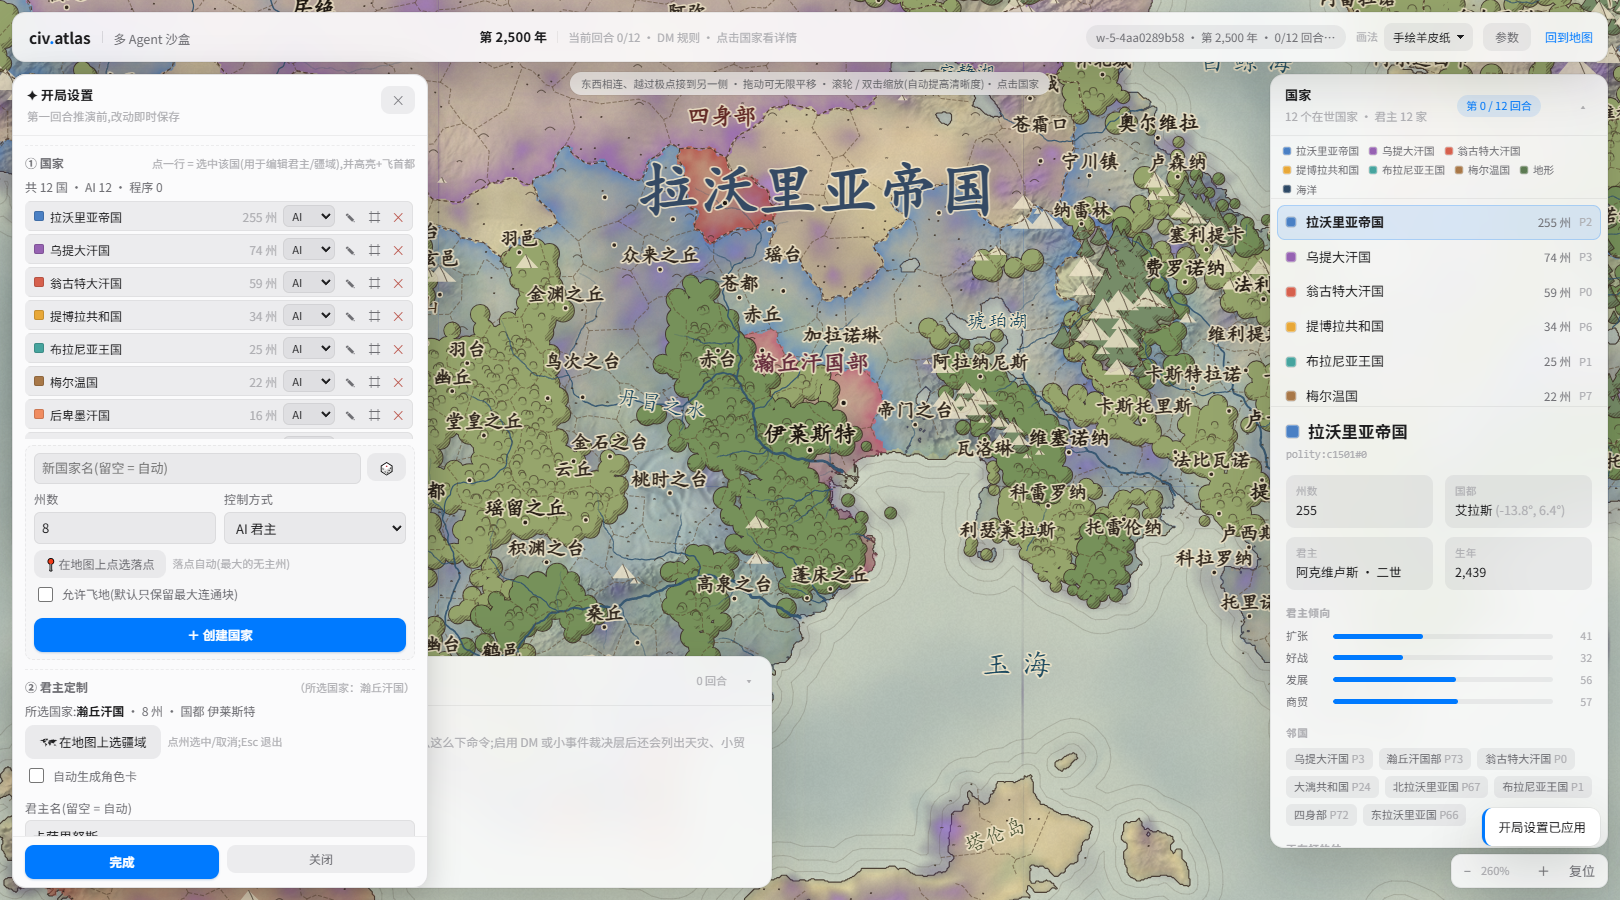 civ.atlas 多 Agent 沙盒
第 2,500 年 当前回合 0/12 · DM 规则 · 点击国家看详情
w-5-4aa0289b58 · 第 2,500 年 · 0/12 回合… 画法 手绘羊皮纸 参数 回到地图
✦ 开局设置
第一回合推演前,改动即时保存
① 国家 点一行 = 选中该国(用于编辑君主/疆域),并高亮+飞首都
共 12 国 · AI 12 · 程序 0
拉沃里亚帝国 255 州 AI
乌提大汗国 74 州 AI
翁古特大汗国 59 州 AI
提博拉共和国 34 州 AI
布拉尼亚王国 25 州 AI
梅尔温国 22 州 AI
后卑墨汗国 16 州 AI
新国家名(留空 = 自动)
州数 控制方式
8 AI 君主
在地图上点选落点 落点自动(最大的无主州)
允许飞地(默认只保留最大连通块)
+ 创建国家
② 君主定制 (所选国家: 瀚丘汗国)
所选国家:瀚丘汗国 · 8 州 · 国都 伊莱斯特
在地图上选疆域 点州选中/取消;Esc 退出
自动生成角色卡
君主名(留空 = 自动)
完成 关闭
东西相连、越过极点接到另一侧 · 拖动可无限平移 · 滚轮 / 双击缩放(自动提高清晰度) · 点击国家
四身部
苍霜口
奥尔维拉
宁川镇
卢森纳
拉沃里亚帝国
纳雷林
塞利提卡
羽邑
众来之丘
瑶台
费罗诺纳
苍都
金渊之丘
赤丘
琥珀湖
加拉诺琳
羽台
鸟次之台
赤台
瀚丘汗国部
阿拉纳尼斯
卡斯特拉诺
幽丘
丹冒之水
帝门之台
卡斯托里斯
堂皇之丘
金石之台
伊莱斯特
瓦洛琳
维塞诺纳
云丘
桃时之台
法比瓦诺
瑶留之丘
科雷罗纳
利瑟莱拉斯
托雷伦纳
积渊之台
科拉罗纳
高泉之台
蓬床之丘
桑丘
鹤邑
玉海
塔伦岛
0 回合
这么下命令;启用 DM 或小事件裁决层后还会列出天灾、小贸
国家
12 个在世国家 · 君主 12 家
第 0 / 12 回合
拉沃里亚帝国 乌提大汗国 翁古特大汗国
提博拉共和国 布拉尼亚王国 梅尔温国 地形
海洋
拉沃里亚帝国 255 州 P2
乌提大汗国 74 州 P3
翁古特大汗国 59 州 P0
提博拉共和国 34 州 P6
布拉尼亚王国 25 州 P1
梅尔温国 22 州 P7
拉沃里亚帝国
polity:c1501#0
州数 国都
255 艾拉斯 (-13.8°, 6.4°)
君主 生年
阿克维卢斯 · 二世 2,439
君主倾向
扩张 41
好战 32
发展 56
商贸 57
邻国
乌提大汗国 P3 瀚丘汗国部 P73 翁古特大汗国 P0
大漓共和国 P24 北拉沃里亚国 P67 布拉尼亚王国 P1
四身部 P72 东拉沃里亚国 P66
开局设置已应用
− 260% + 复位